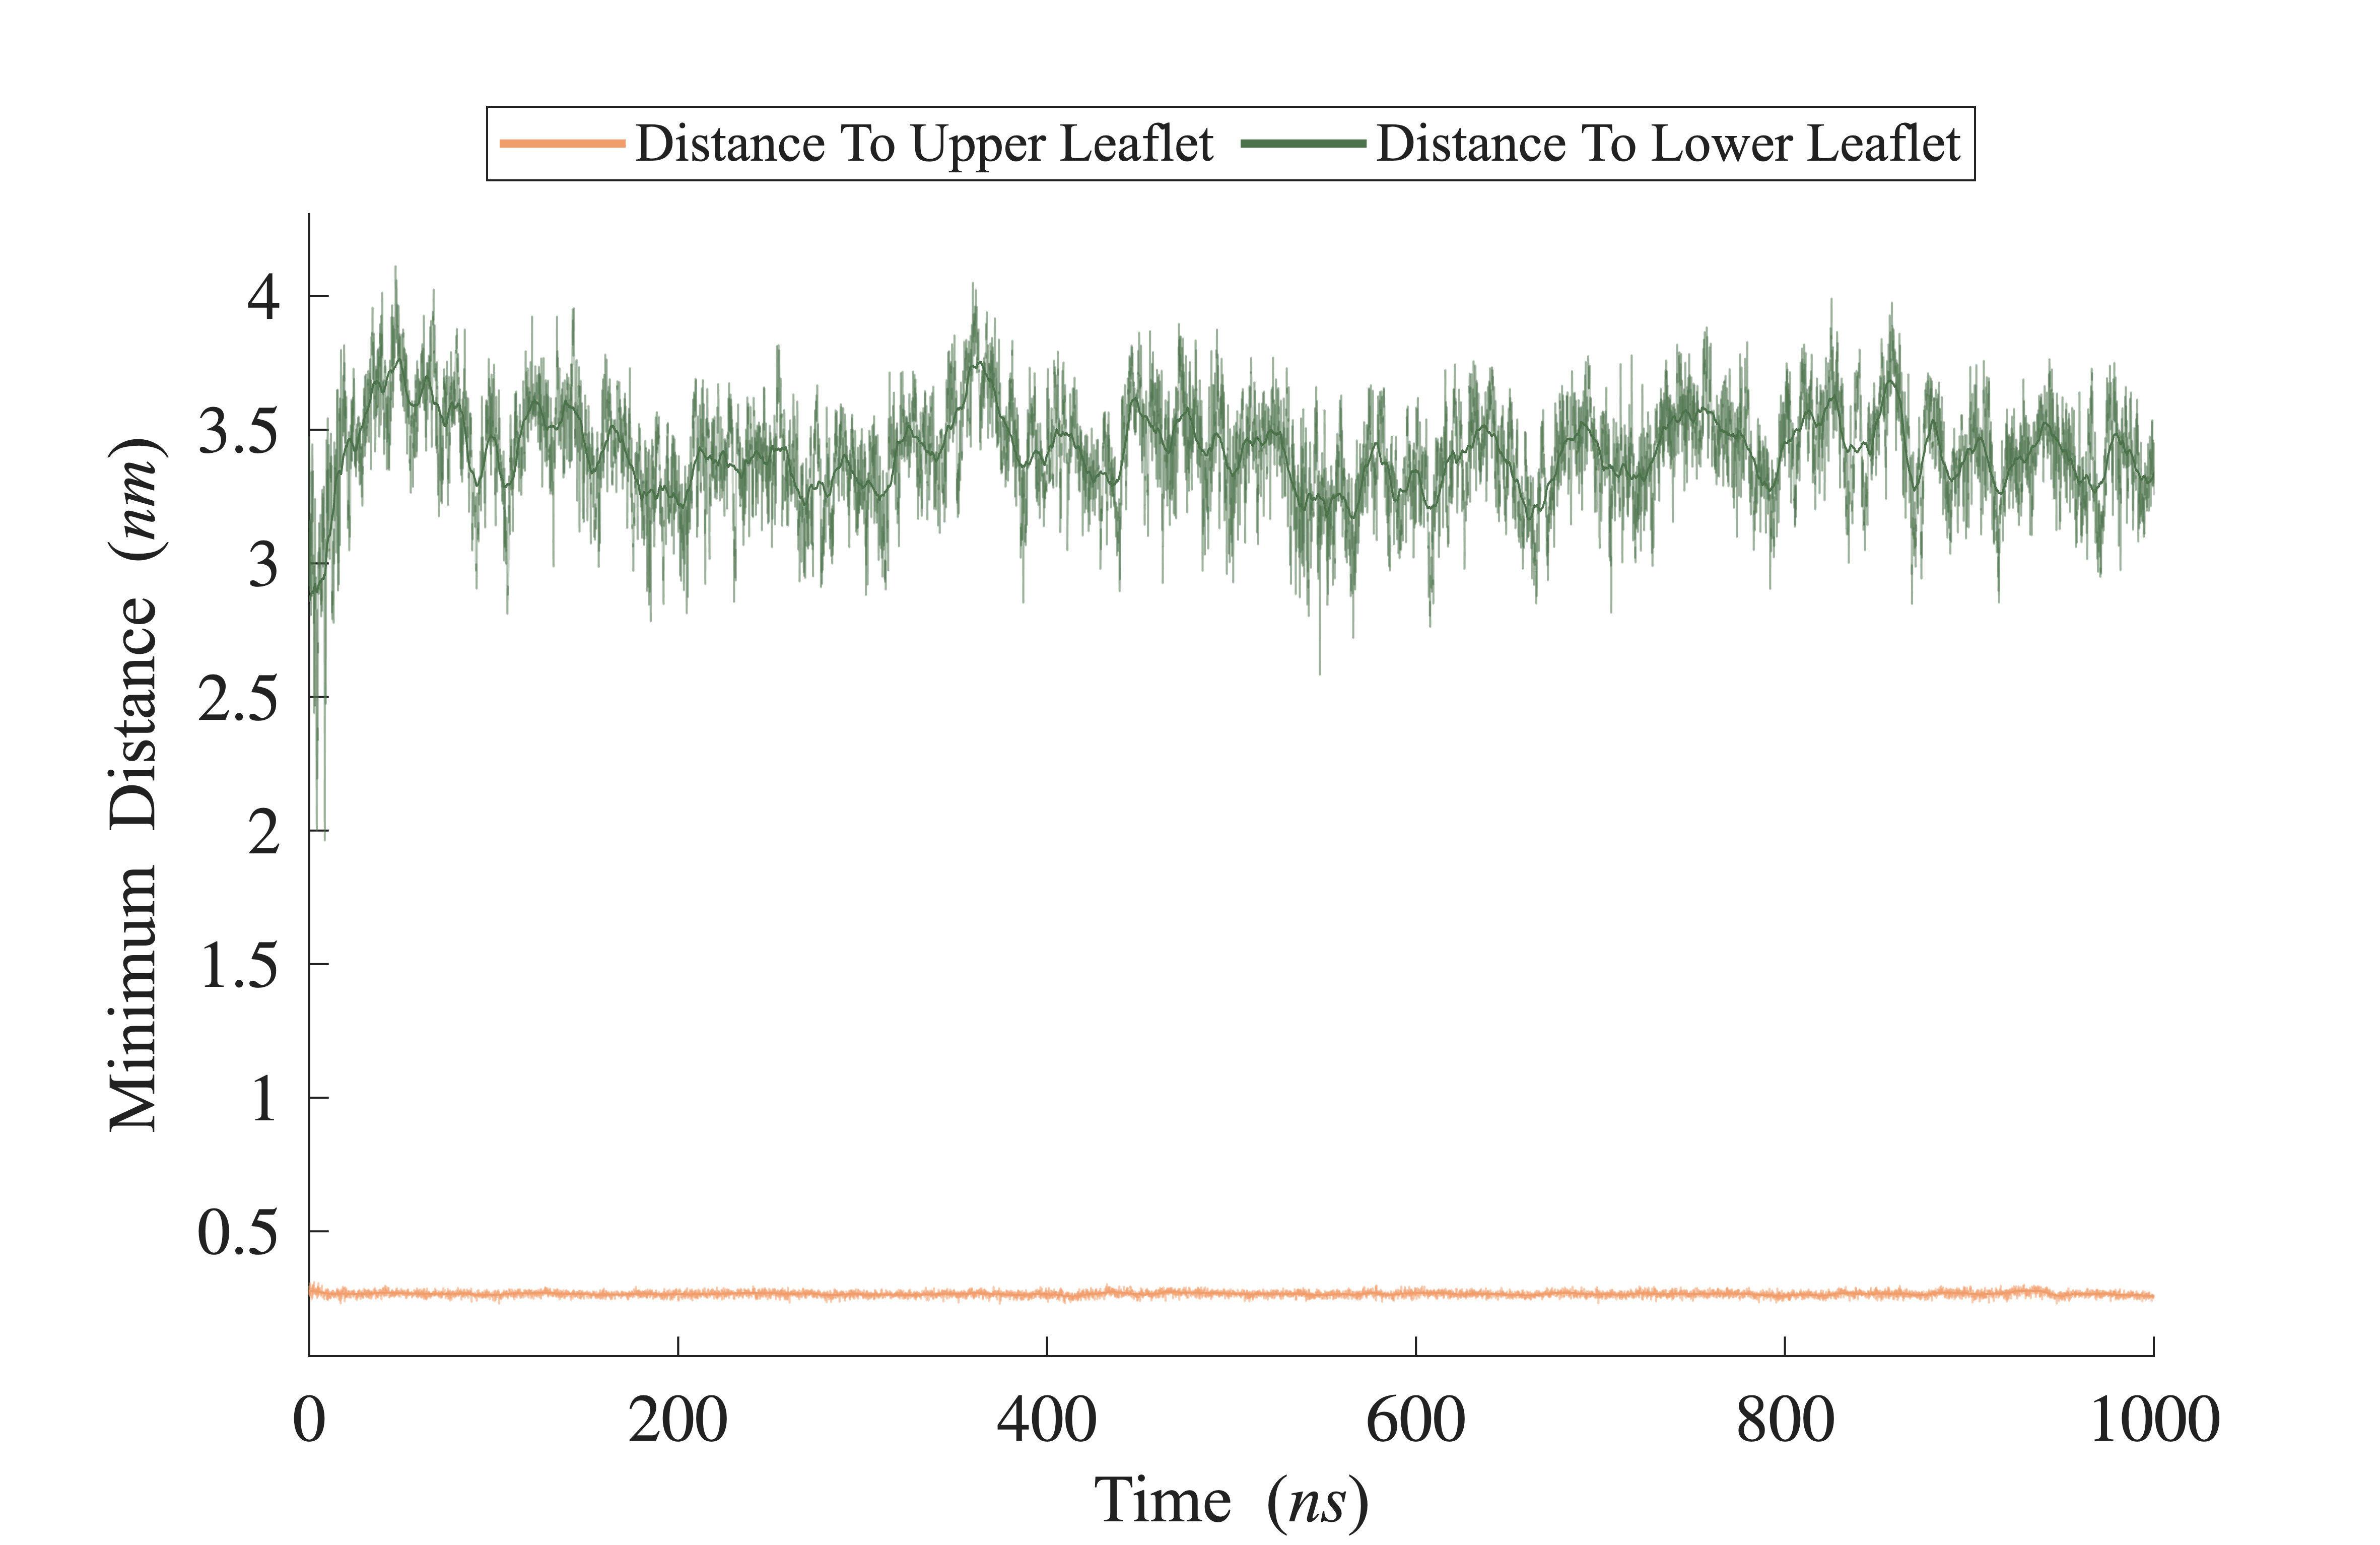 Distance To Upper Leaflet Distance To Lower Leaflet
Minimum Distance (nm)
4
3.5
3
2.5
2
1.5
1
0.5
0 200 400 600 800 1000
Time (ns)